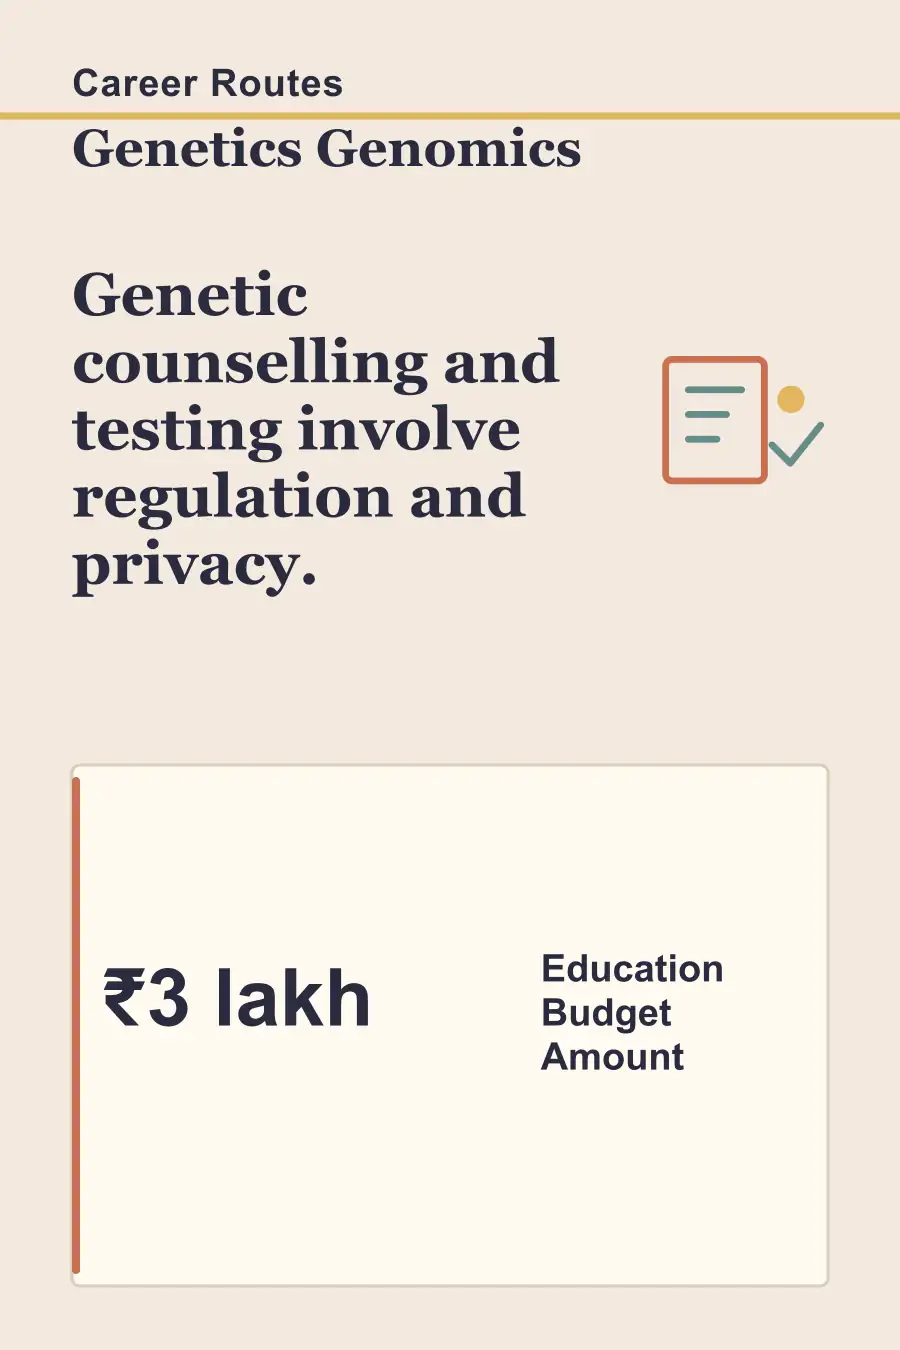 Career Routes
Genetics Genomics
Genetic
counselling and
testing involve
regulation and
privacy.
₹3 lakh
Education
Budget
Amount